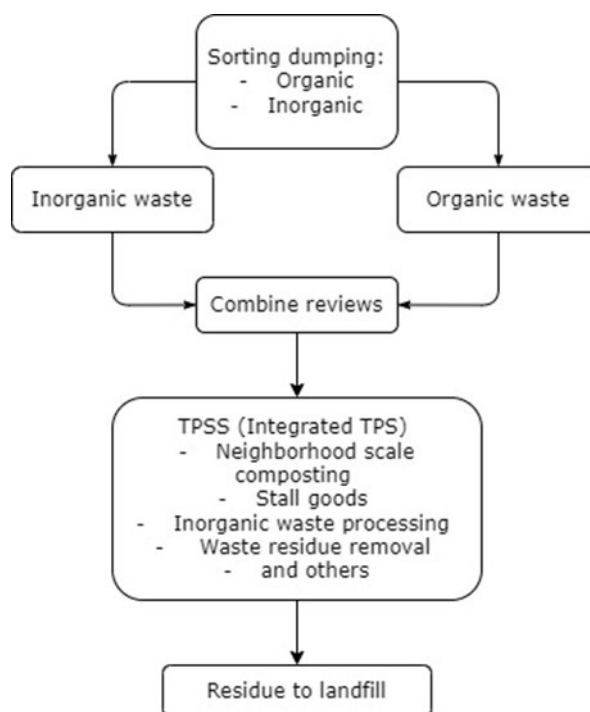 Sorting dumping:
- Organic
- Inorganic
Inorganic waste
Organic waste
Combine reviews
TPSS (Integrated TPS)
- Neighborhood scale
composting
- Stall goods
- Inorganic waste processing
- Waste residue removal
- and others
Residue to landfill